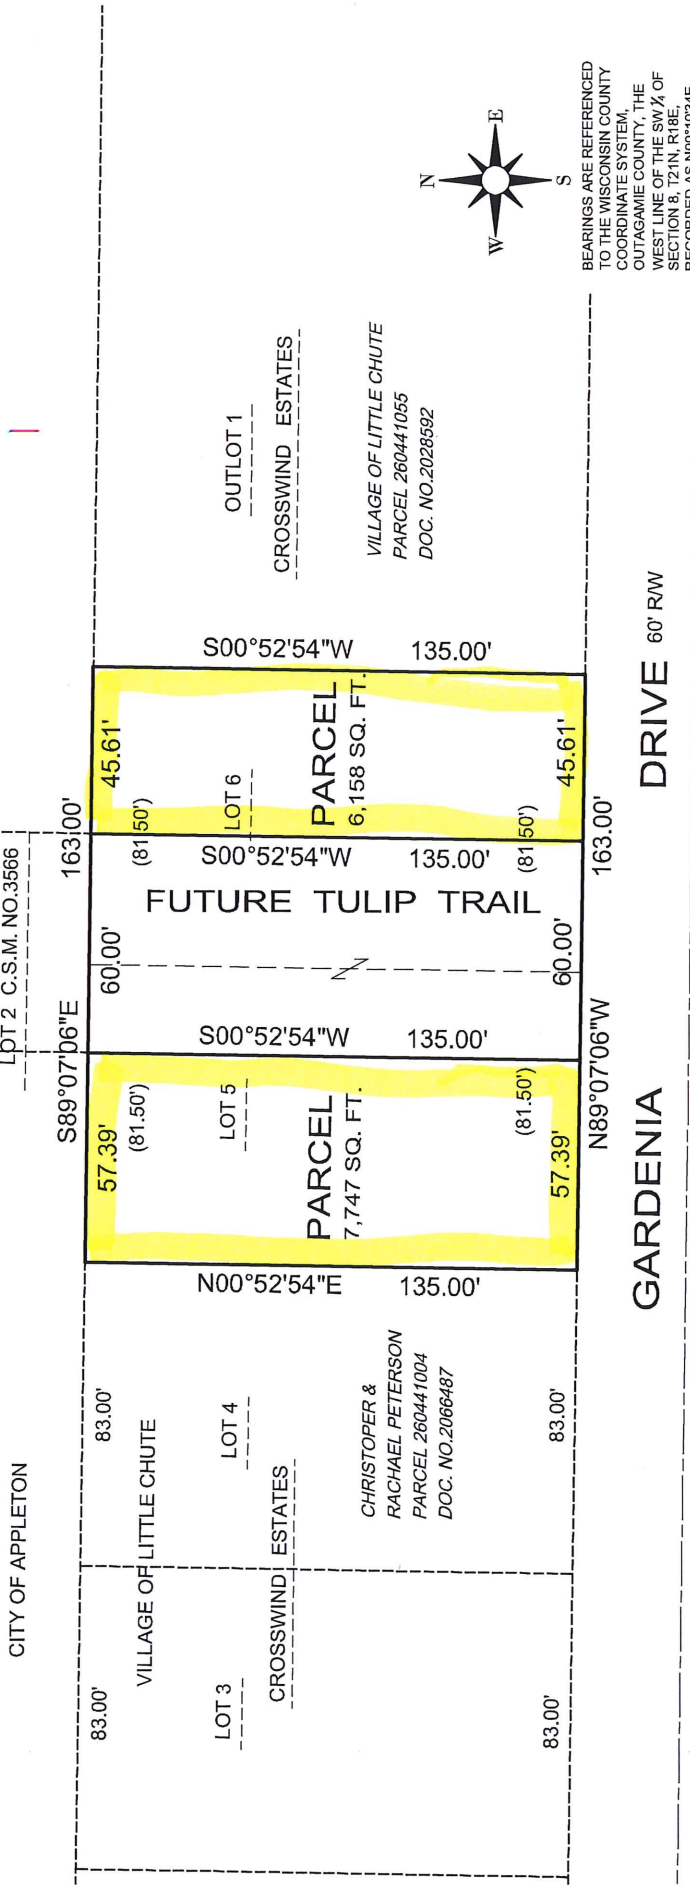 CITY OF APPLETON
LOT 2 C.S.M. NO.3566
S89°07'06"E
163.00'
83.00'
83.00'
57.39'
60.00'
45.61'
VILLAGE OF LITTLE CHUTE
(81.50')
(81.50')
LOT 3
LOT 4
LOT 5
LOT 6
OUTLOT 1
CROSSWIND ESTATES
CROSSWIND ESTATES
N00°52'54"E 135.00'
S00°52'54"W 135.00'
S00°52'54"W 135.00'
S00°52'54"W 135.00'
PARCEL
7,747 SQ. FT.
FUTURE TULIP TRAIL
PARCEL
6,158 SQ. FT.
CHRISTOPER &
RACHAEL PETERSON
PARCEL 260441004
DOC. NO.2066487
VILLAGE OF LITTLE CHUTE
PARCEL 260441055
DOC. NO.2028592
(81.50')
(81.50')
83.00'
83.00'
57.39'
60.00'
45.61'
N89°07'06"W
163.00'
GARDENIA DRIVE 60' R/W
N
W E
S
BEARINGS ARE REFERENCED
TO THE WISCONSIN COUNTY
COORDINATE SYSTEM,
OUTAGAMIE COUNTY, THE
WEST LINE OF THE SW ¼ OF
SECTION 8, T21N, R18E,
RECORDED AS